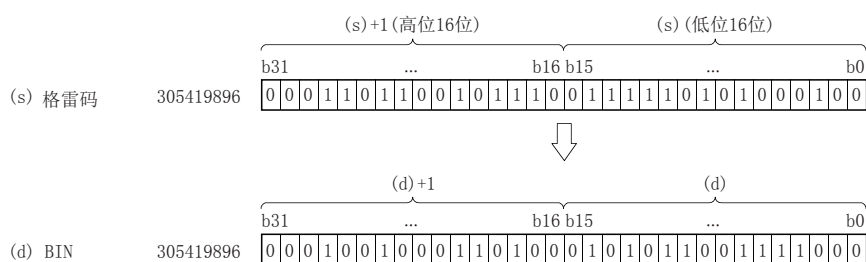 (s)+1(高位16位) (s)(低位16位)
b31 ... b16 b15 ... b0
(s) 格雷码 305419896 0 0 0 1 1 0 1 1 0 0 1 0 1 1 1 0 0 1 1 1 1 1 0 1 0 1 0 0 0 1 0 0
(d)+1 (d)
b31 ... b16 b15 ... b0
(d) BIN 305419896 0 0 0 1 0 0 1 0 0 0 1 1 0 1 0 0 0 1 0 1 0 1 1 0 0 1 1 1 1 0 0 0